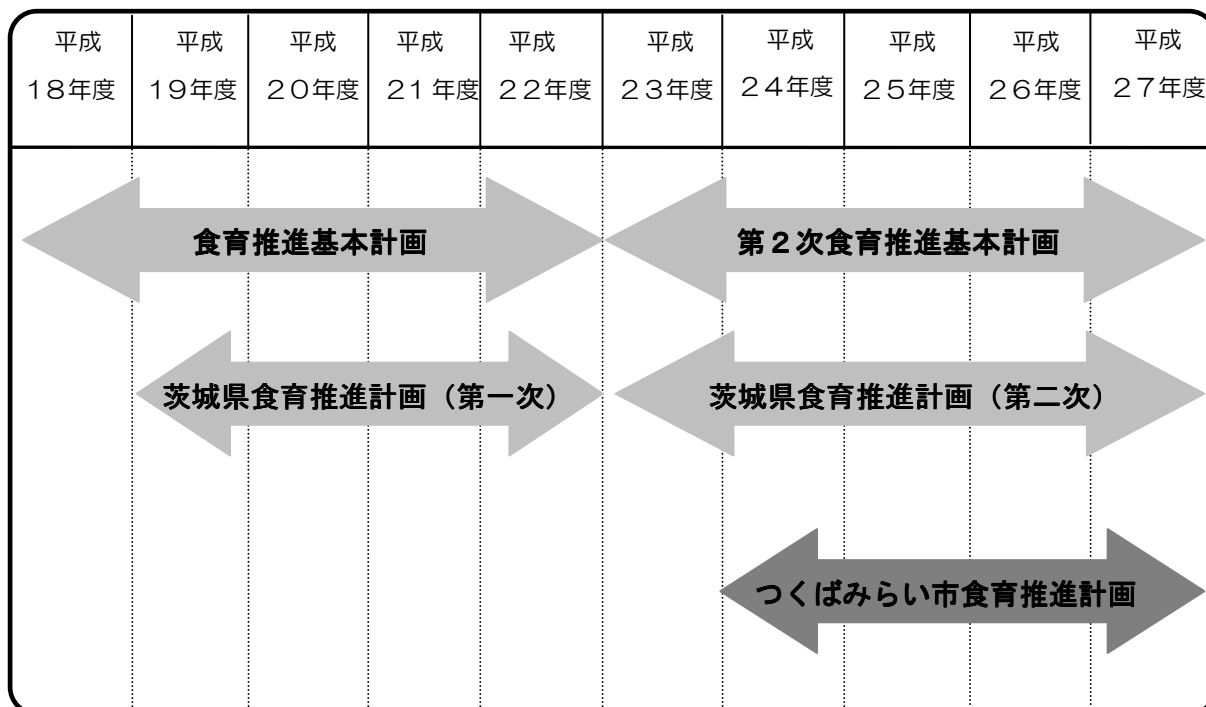 平成 平成 平成 平成 平成 平成 平成 平成 平成 平成
18年度 19年度 20年度 21年度 22年度 23年度 24年度 25年度 26年度 27年度
食育推進基本計画 第2次食育推進基本計画
茨城県食育推進計画(第一次) 茨城県食育推進計画(第二次)
つくばみらい市食育推進計画